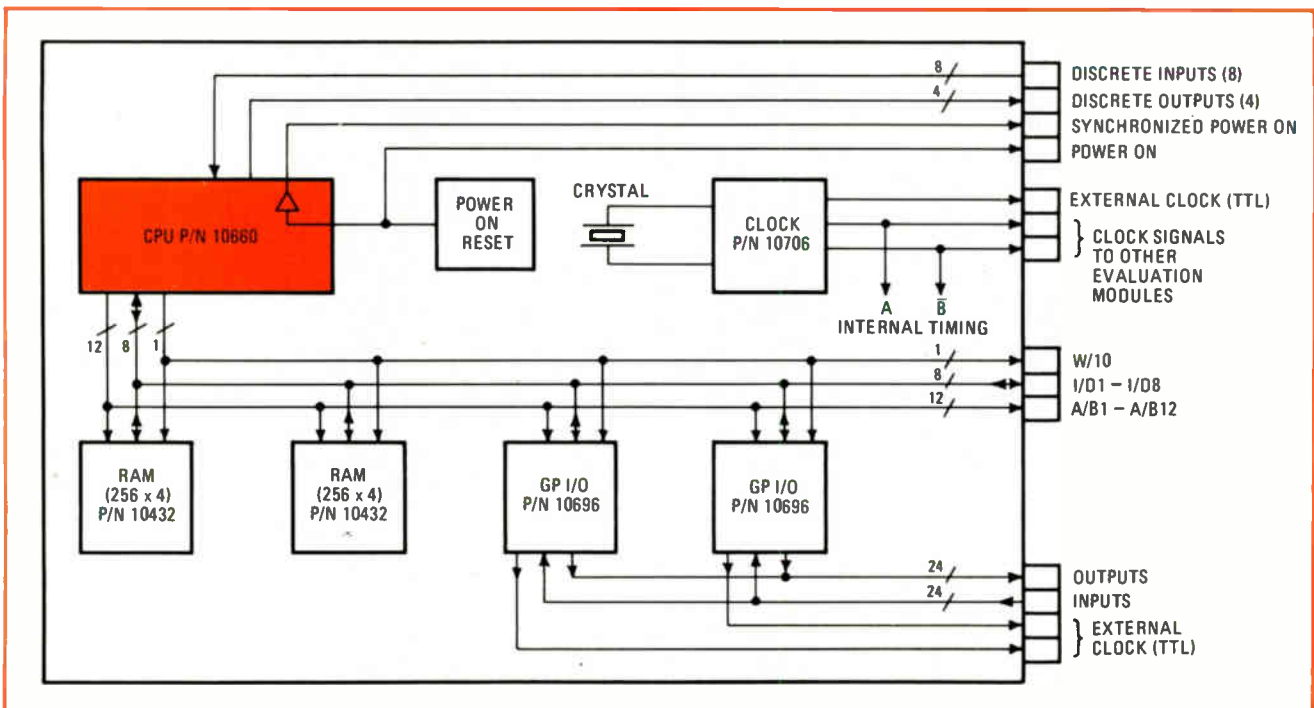 8
DISCRETE INPUTS (8)
4
DISCRETE OUTPUTS (4)
SYNCHRONIZED POWER ON
POWER ON
CPU P/N 10660
POWER
ON
RESET
CRYSTAL
CLOCK
P/N 10706
EXTERNAL CLOCK (TTL)
CLOCK SIGNALS
TO OTHER
EVALUATION
MODULES
A
B̅
INTERNAL TIMING
12
8
1
1
W/10
8
I/D1 – I/D8
12
A/B1 – A/B12
RAM
(256 x 4)
P/N 10432
RAM
(256 x 4)
P/N 10432
GP I/O
P/N 10696
GP I/O
P/N 10696
24
OUTPUTS
24
INPUTS
EXTERNAL
CLOCK (TTL)